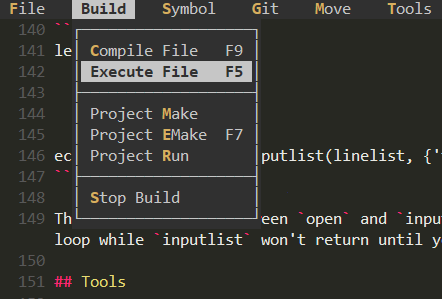 File Build Symbol Git Move Tools
140 ``
141 le
Compile File F9
142 Execute File F5
143
144 Project Make
145 Project EMake F7
146 ec Project Run putlist(linelist, {'
147 ``
148 Stop Build
149 Th een `open` and `inpu
loop while `inputlist` won't return until y
150
151 ## Tools